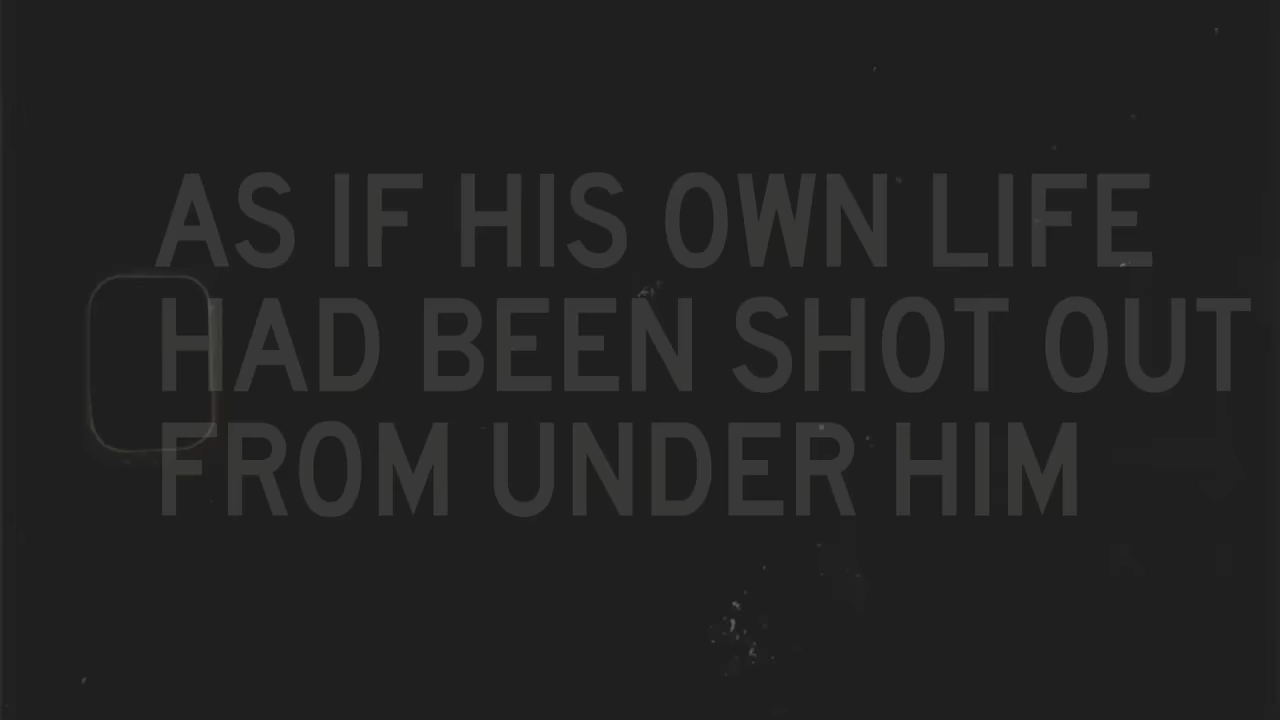 AS IF HIS OWN LIFE
HAD BEEN SHOT OUT
FROM UNDER HIM